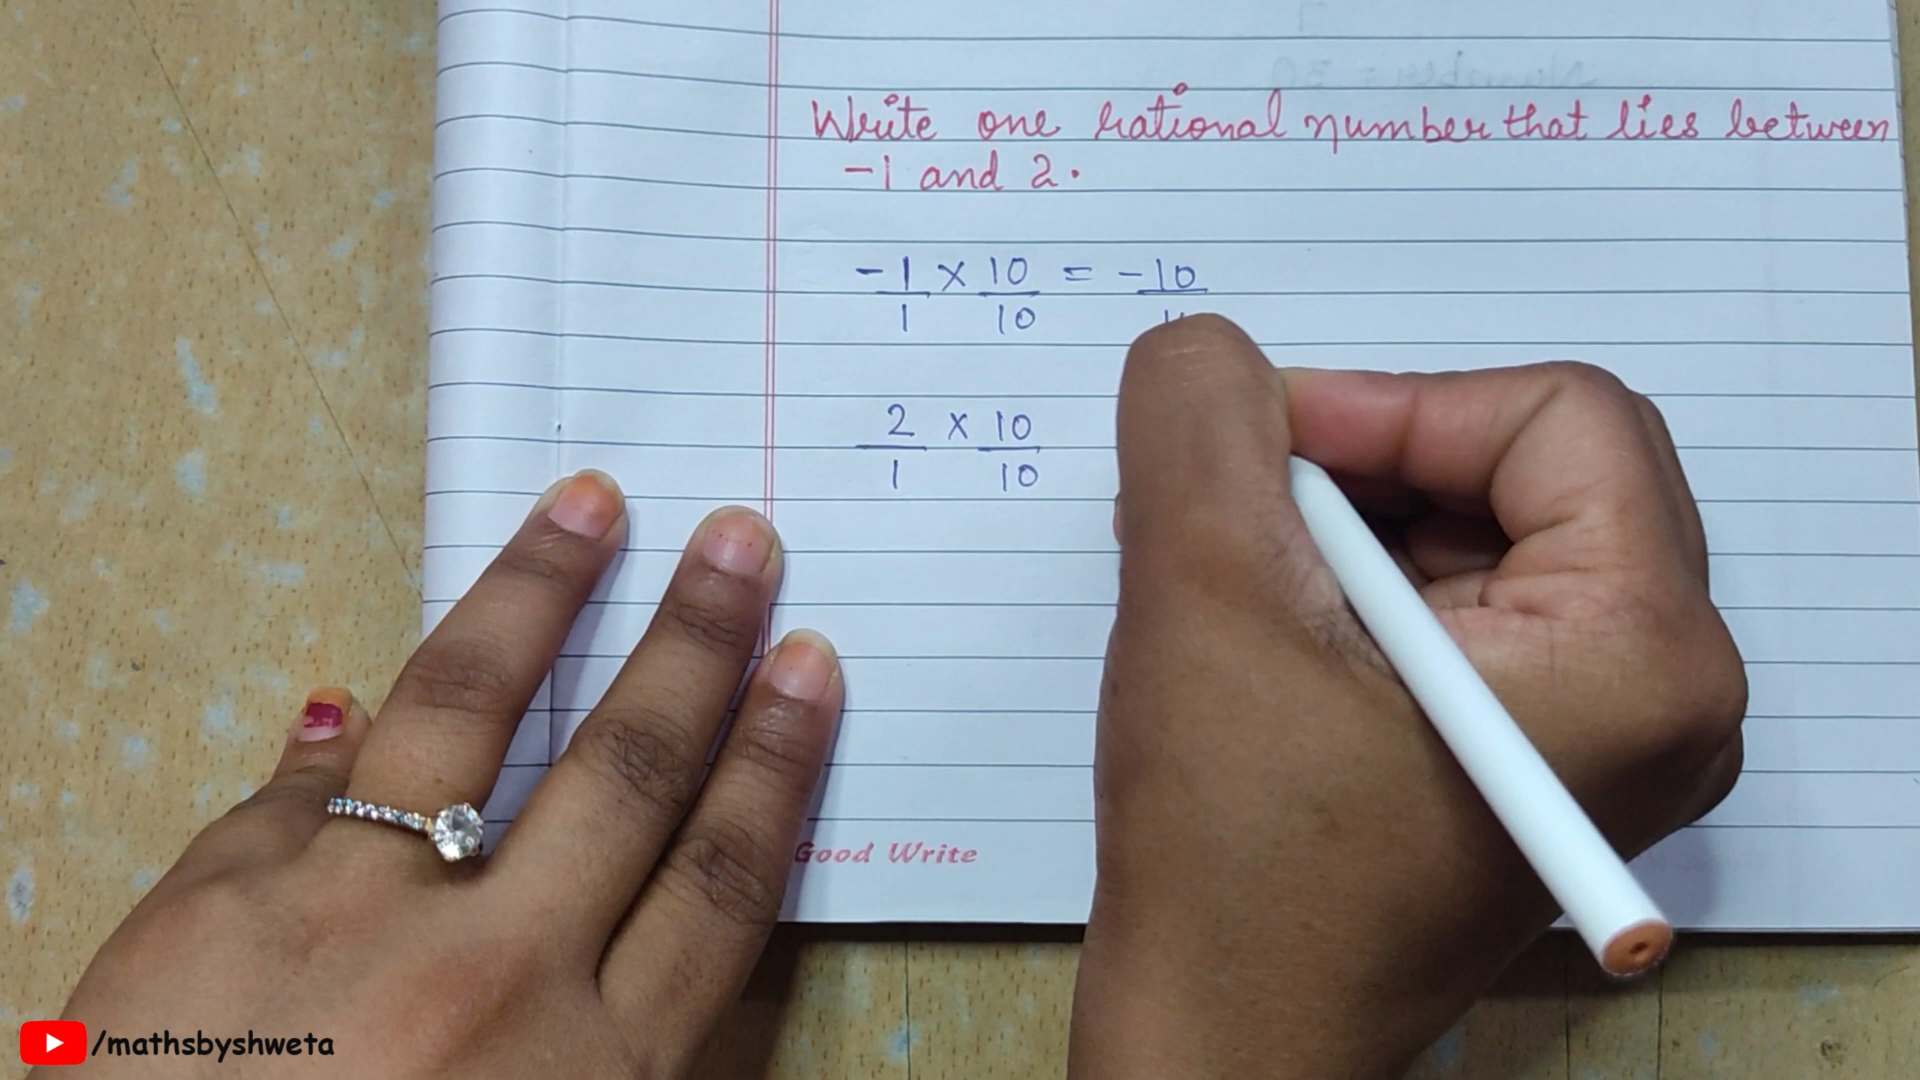 Write one rational number that lies between
-1 and 2.
-1/1 × 10/10 = -10/
2/1 × 10/10
Good Write
/mathsbyshweta